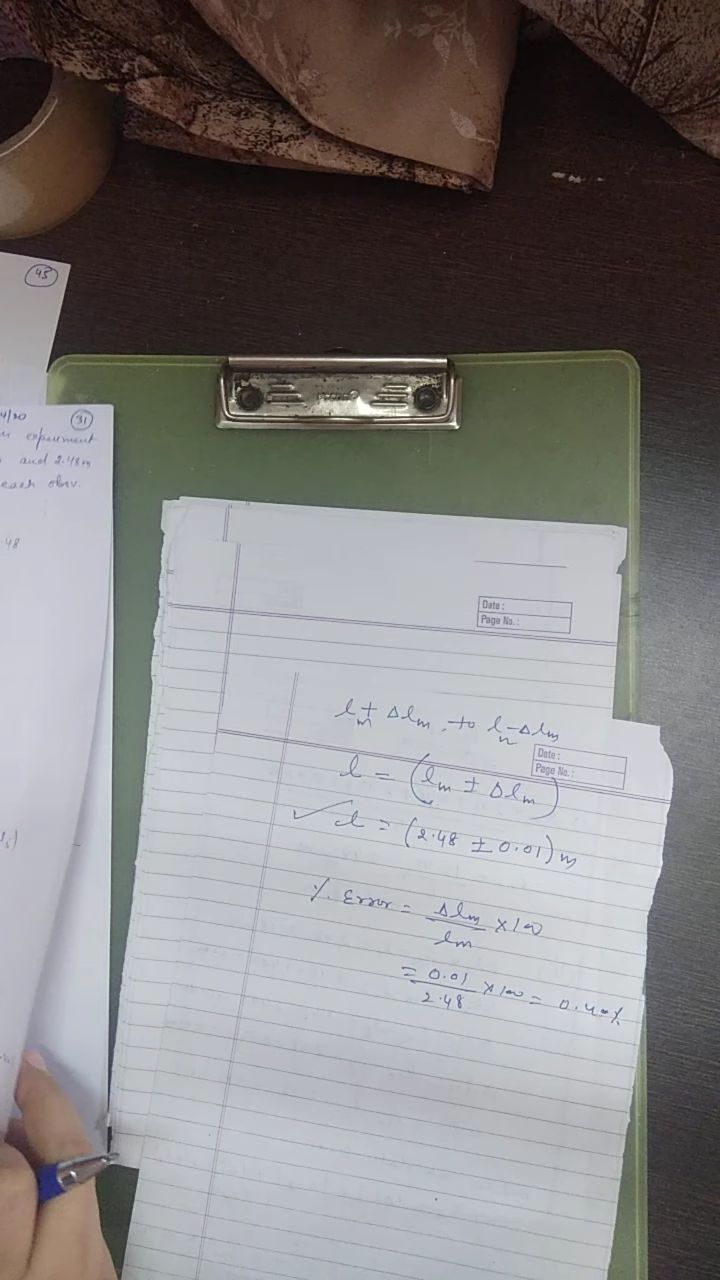 45
31
experiment
and 2.48m
each obsv.
.48
Date :
Page No. :
lm + Δlm, to ln - Δlm
Date :
Page No. :
l = (lm ± Δlm)
✓ l = (2.48 ± 0.01) m
% Error = Δlm/lm × 100
= 0.01/2.48 × 100 = 0.40%